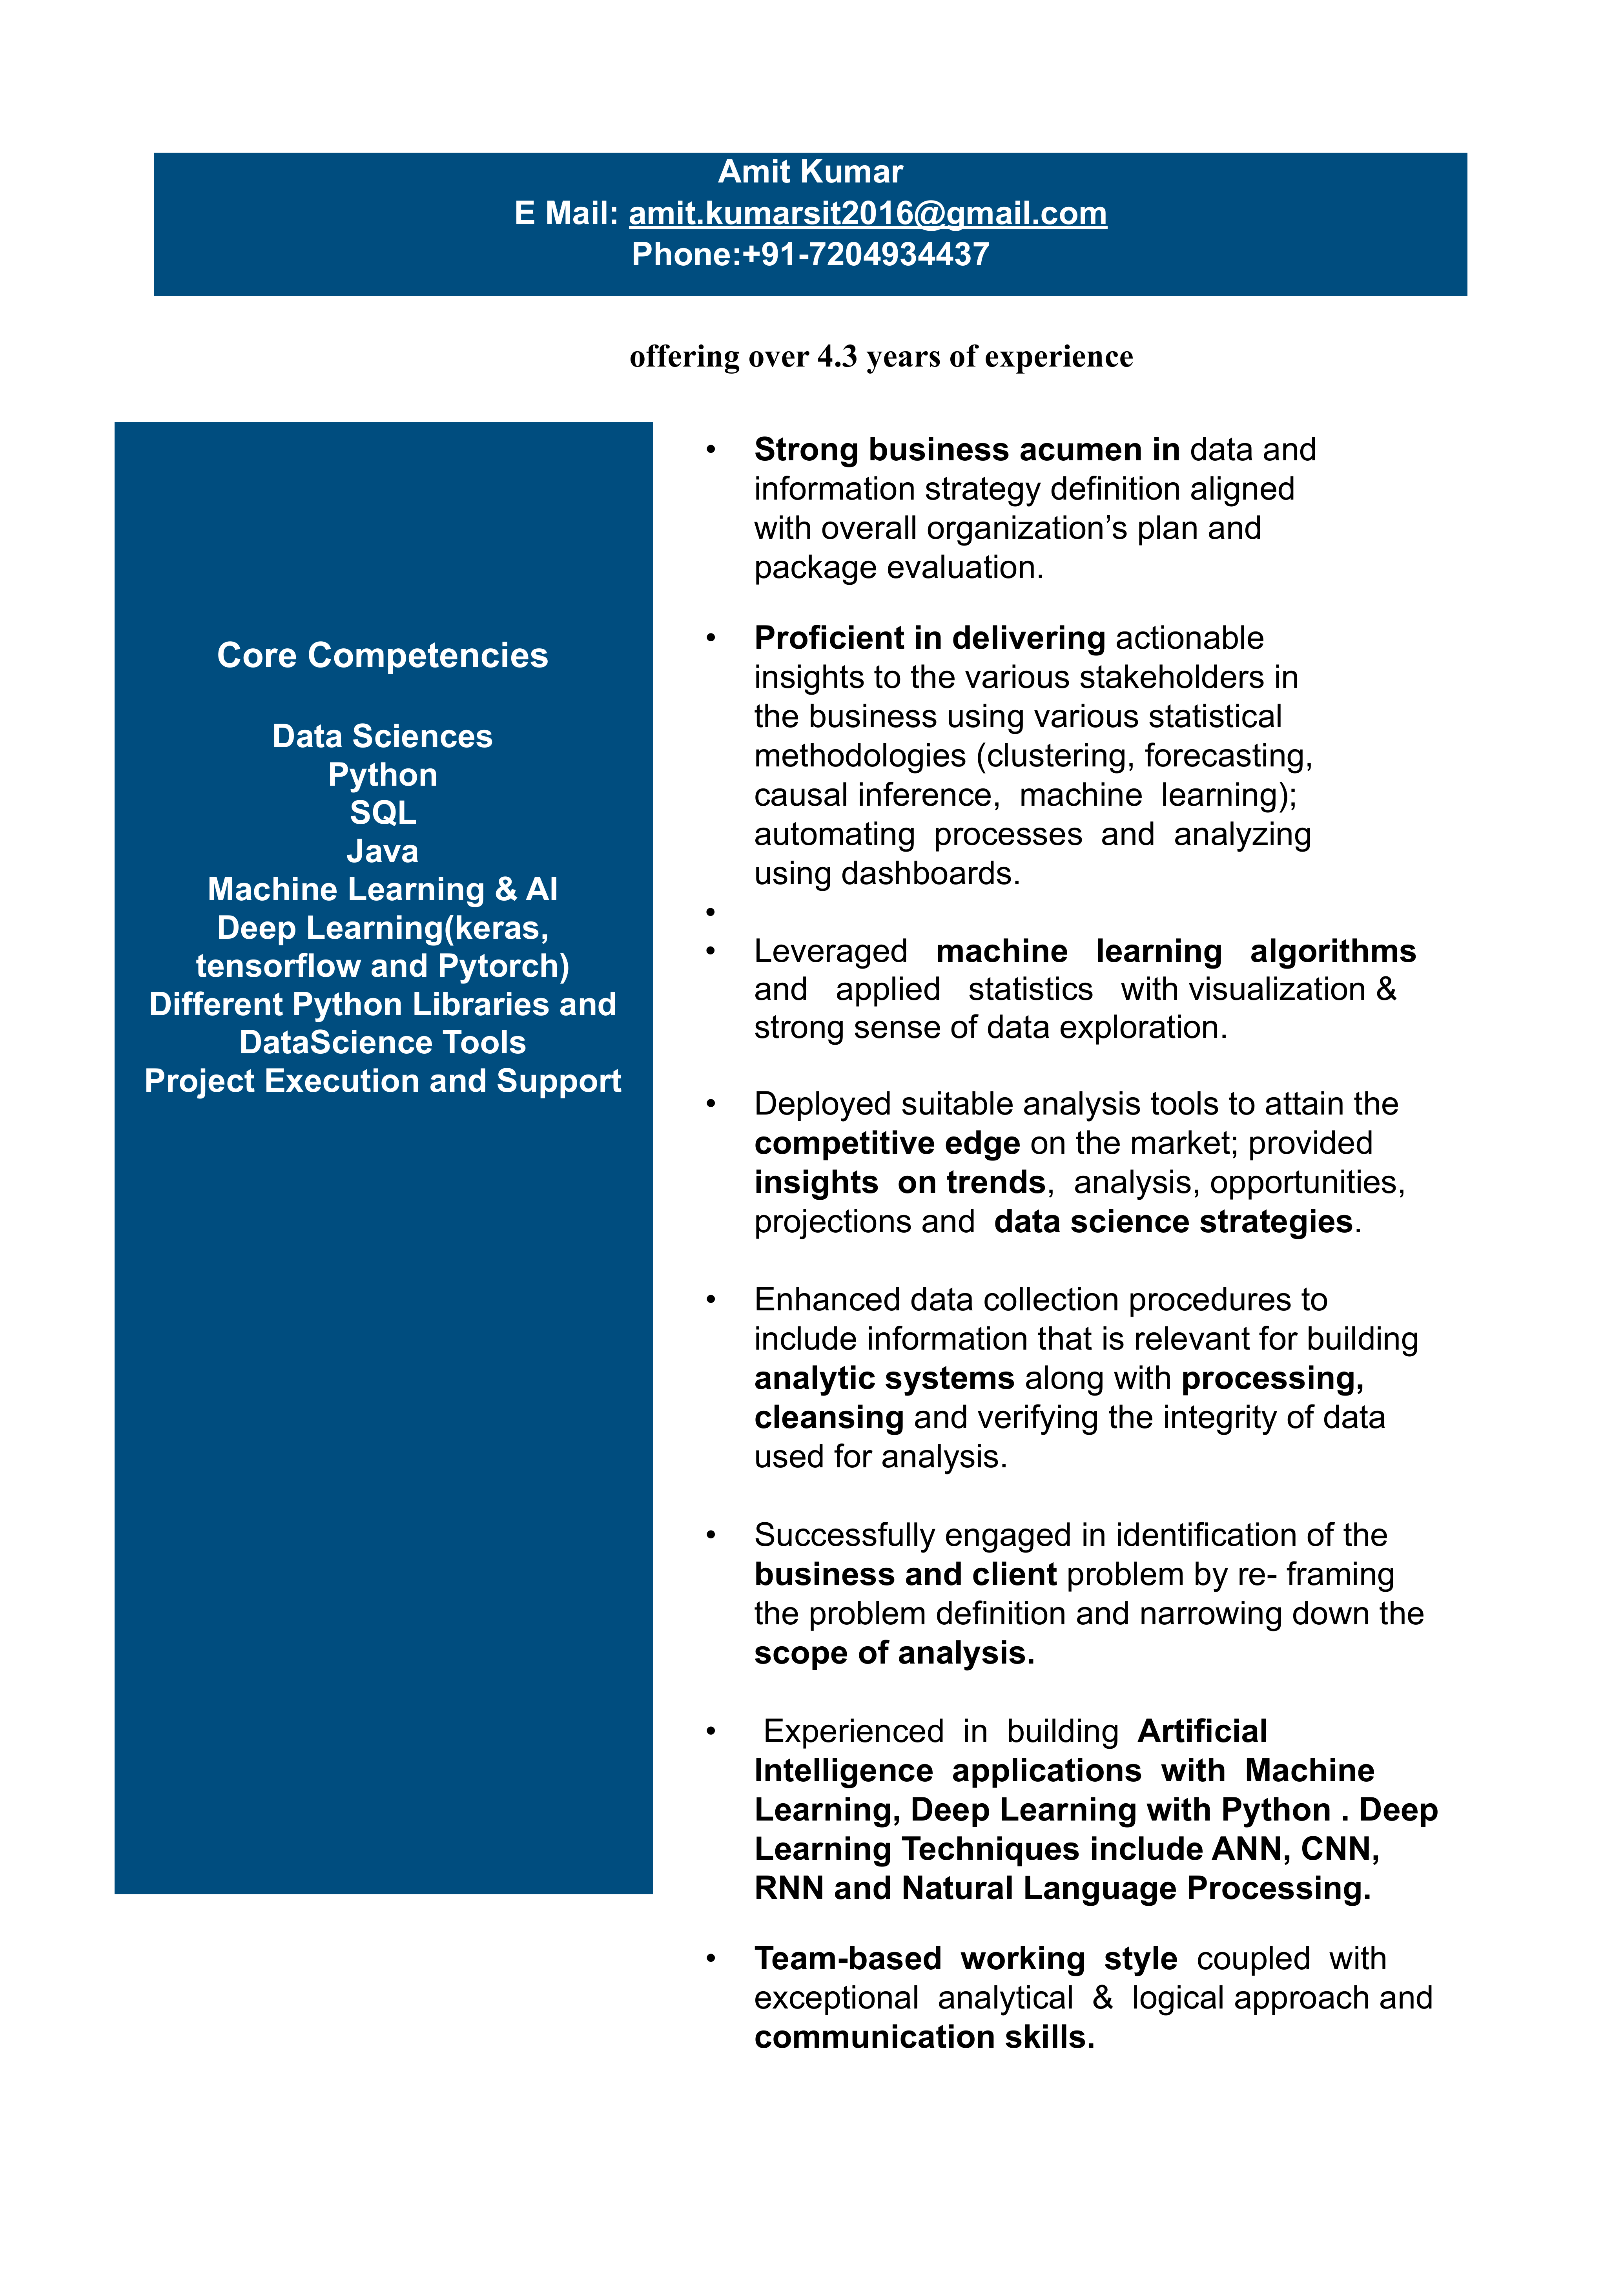 Amit Kumar
E Mail: amit.kumarsit2016@gmail.com
Phone:+91-7204934437
offering over 4.3 years of experience
Core Competencies
Data Sciences
Python
SQL
Java
Machine Learning & AI
Deep Learning(keras,
tensorflow and Pytorch)
Different Python Libraries and
DataScience Tools
Project Execution and Support
• Strong business acumen in data and
information strategy definition aligned
with overall organization’s plan and
package evaluation.
• Proficient in delivering actionable
insights to the various stakeholders in
the business using various statistical
methodologies (clustering, forecasting,
causal inference, machine learning);
automating processes and analyzing
using dashboards.
•
• Leveraged machine learning algorithms
and applied statistics with visualization &
strong sense of data exploration.
• Deployed suitable analysis tools to attain the
competitive edge on the market; provided
insights on trends, analysis, opportunities,
projections and data science strategies.
• Enhanced data collection procedures to
include information that is relevant for building
analytic systems along with processing,
cleansing and verifying the integrity of data
used for analysis.
• Successfully engaged in identification of the
business and client problem by re- framing
the problem definition and narrowing down the
scope of analysis.
• Experienced in building Artificial
Intelligence applications with Machine
Learning, Deep Learning with Python . Deep
Learning Techniques include ANN, CNN,
RNN and Natural Language Processing.
• Team-based working style coupled with
exceptional analytical & logical approach and
communication skills.